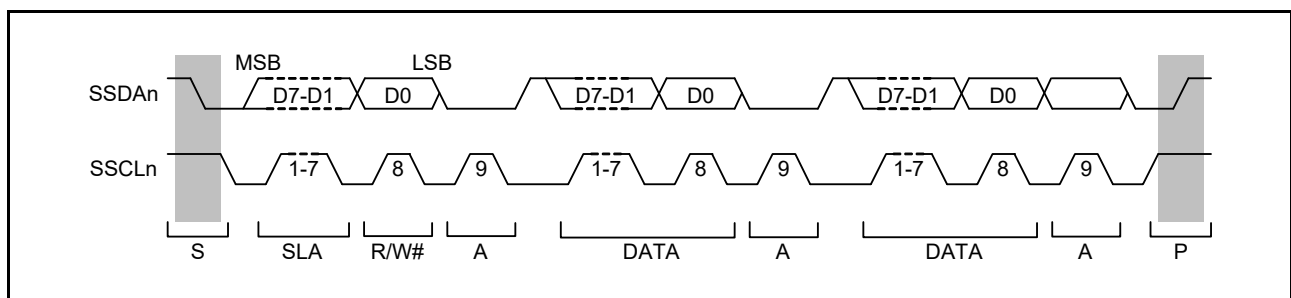 MSB LSB
SSDAn D7-D1 D0 D7-D1 D0 D7-D1 D0
SSCLn 1-7 8 9 1-7 8 9 1-7 8 9
S SLA R/W# A DATA A DATA A P